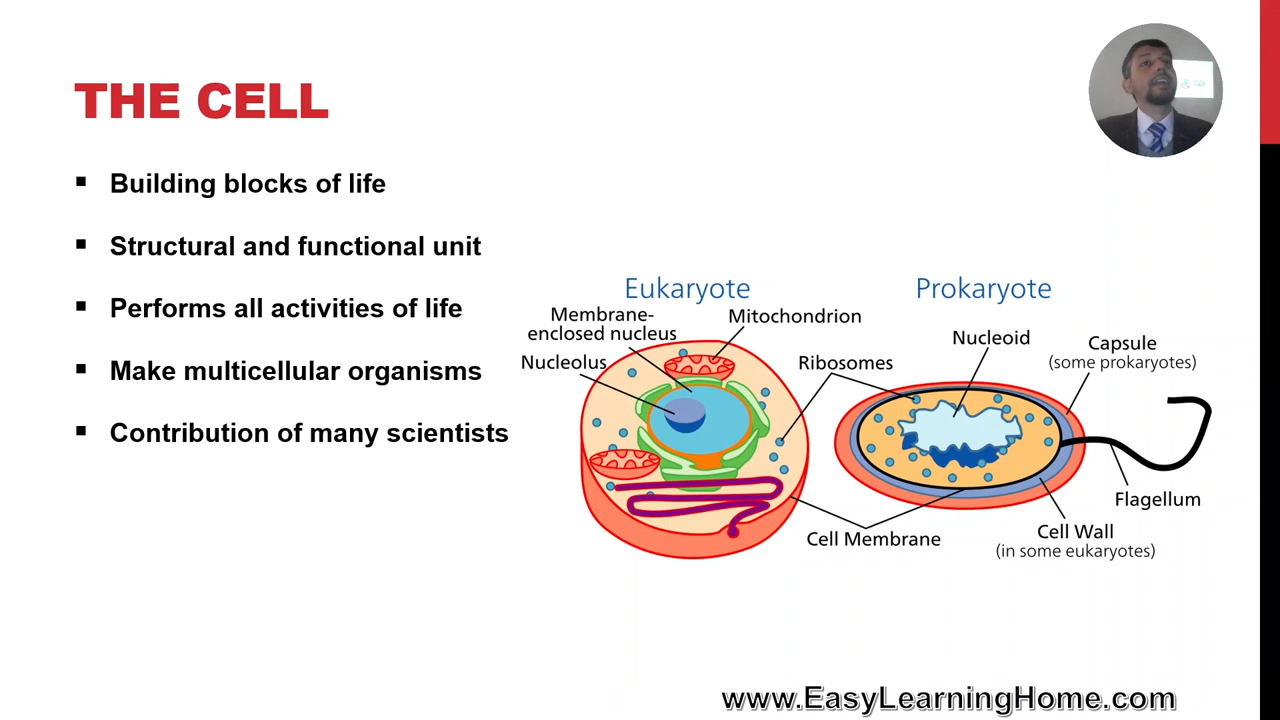 THE CELL
Building blocks of life
Structural and functional unit
Performs all activities of life
Make multicellular organisms
Contribution of many scientists
Eukaryote
Prokaryote
Membrane-
enclosed nucleus
Mitochondrion
Nucleolus
Ribosomes
Nucleoid
Capsule
(some prokaryotes)
Flagellum
Cell Membrane
Cell Wall
(in some eukaryotes)
www.EasyLearningHome.com